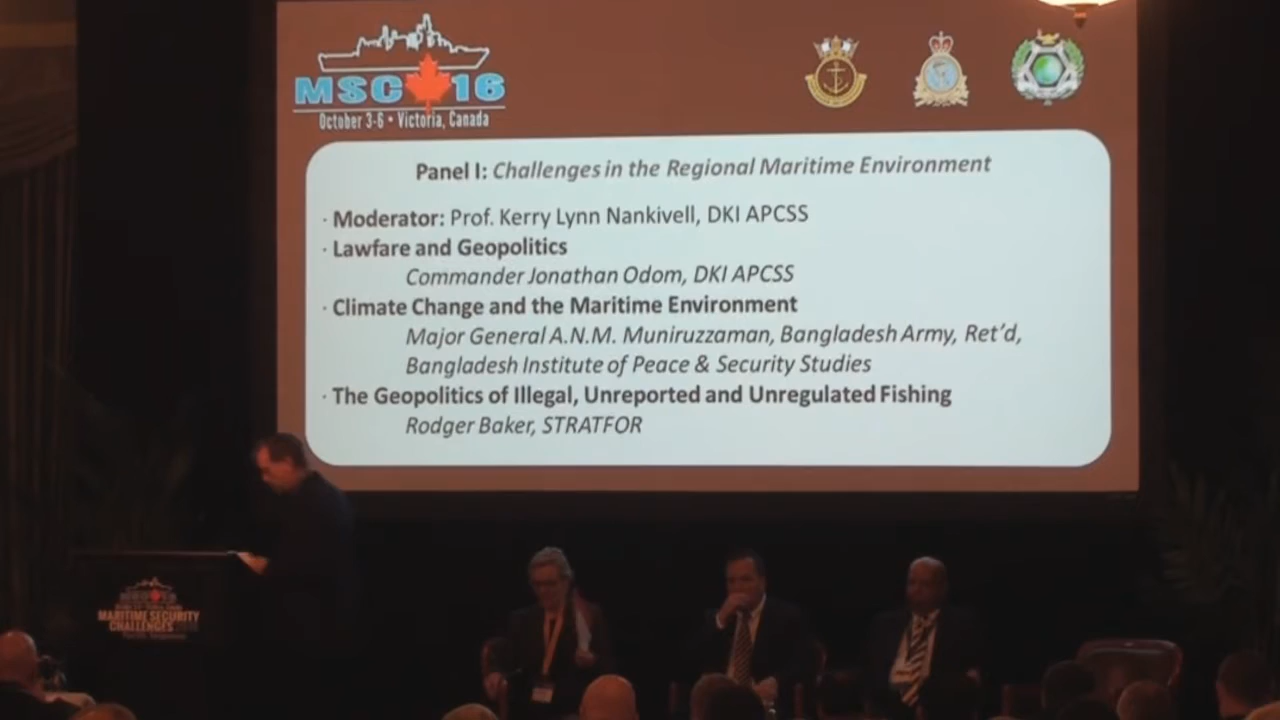 MSC 16
October 3-6 • Victoria, Canada
Panel I: Challenges in the Regional Maritime Environment
· Moderator: Prof. Kerry Lynn Nankivell, DKI APCSS
· Lawfare and Geopolitics
Commander Jonathan Odom, DKI APCSS
· Climate Change and the Maritime Environment
Major General A.N.M. Muniruzzaman, Bangladesh Army, Ret'd,
Bangladesh Institute of Peace & Security Studies
· The Geopolitics of Illegal, Unreported and Unregulated Fishing
Rodger Baker, STRATFOR
MARITIME SECURITY
CHALLENGES